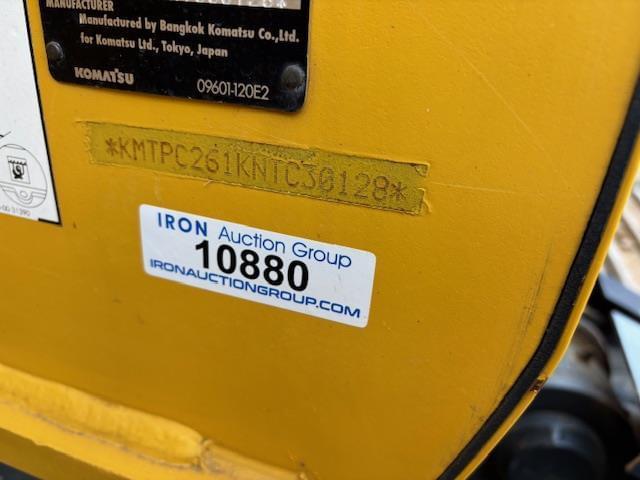 MANUFACTURER
Manufactured by Bangkok Komatsu Co.,Ltd.
for Komatsu Ltd., Tokyo, Japan
KOMATSU
09601-120E2
*KMTPC261KNTC30128*
IRON Auction Group
10880
IRONAUCTIONGROUP.COM